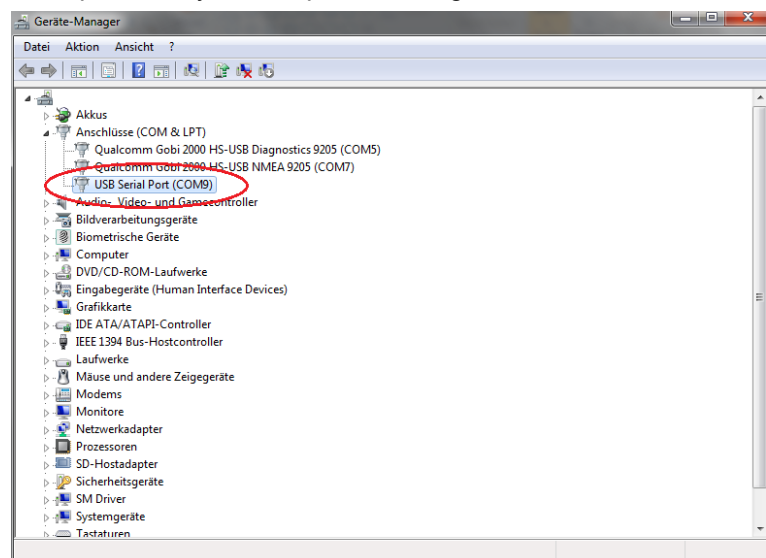 Geräte-Manager
Datei Aktion Ansicht ?
Akkus
Anschlüsse (COM & LPT)
Qualcomm Gobi 2000 HS-USB Diagnostics 9205 (COM5)
Qualcomm Gobi 2000 HS-USB NMEA 9205 (COM7)
USB Serial Port (COM9)
Audio-, Video- und Gamecontroller
Bildverarbeitungsgeräte
Biometrische Geräte
Computer
DVD/CD-ROM-Laufwerke
Eingabegeräte (Human Interface Devices)
Grafikkarte
IDE ATA/ATAPI-Controller
IEEE 1394 Bus-Hostcontroller
Laufwerke
Mäuse und andere Zeigegeräte
Modems
Monitore
Netzwerkadapter
Prozessoren
SD-Hostadapter
Sicherheitsgeräte
SM Driver
Systemgeräte
Tastaturen